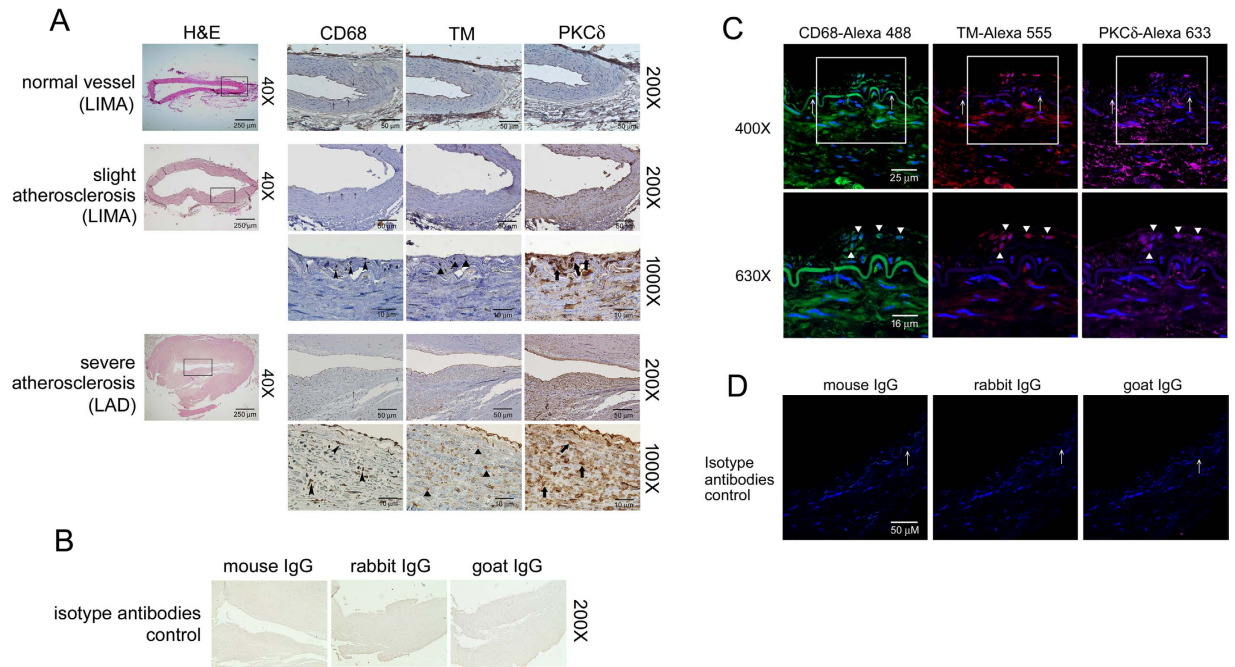 A
H&E
CD68
TM
PKCδ
normal vessel
(LIMA)
40X
250 µm
50 µm
50 µm
50 µm
200X
slight
atherosclerosis
(LIMA)
40X
250 µm
50 µm
50 µm
50 µm
200X
10 µm
10 µm
10 µm
1000X
severe
atherosclerosis
(LAD)
40X
250 µm
50 µm
50 µm
50 µm
200X
10 µm
10 µm
10 µm
1000X
B
mouse IgG
rabbit IgG
goat IgG
isotype antibodies
control
200X
C
CD68-Alexa 488
TM-Alexa 555
PKCδ-Alexa 633
400X
25 µm
630X
16 µm
D
mouse IgG
rabbit IgG
goat IgG
Isotype
antibodies
control
50 µM